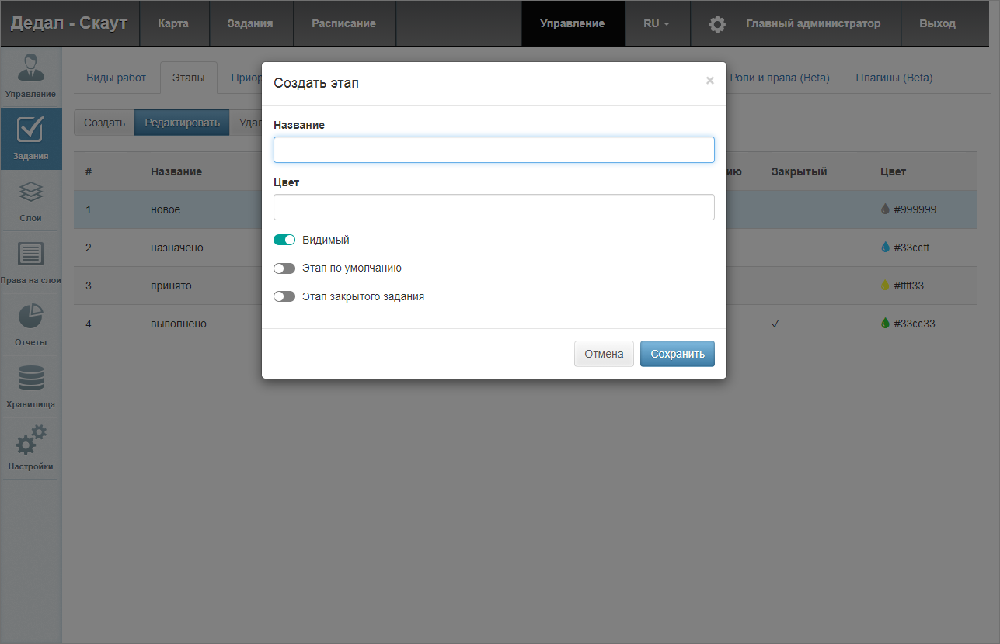 Дедал - Скаут Карта Задания Расписание Управление RU Главный администратор Выход
Управление
Задания
Слои
Права на слои
Отчеты
Хранилища
Настройки
Виды работ Этапы Приор Роли и права (Beta) Плагины (Beta)
Создать Редактировать Удал
# Название ию Закрытый Цвет
1 новое #999999
2 назначено #33ccff
3 принято #ffff33
4 выполнено ✓ #33cc33
Создать этап ×
Название
Цвет
Видимый
Этап по умолчанию
Этап закрытого задания
Отмена Сохранить